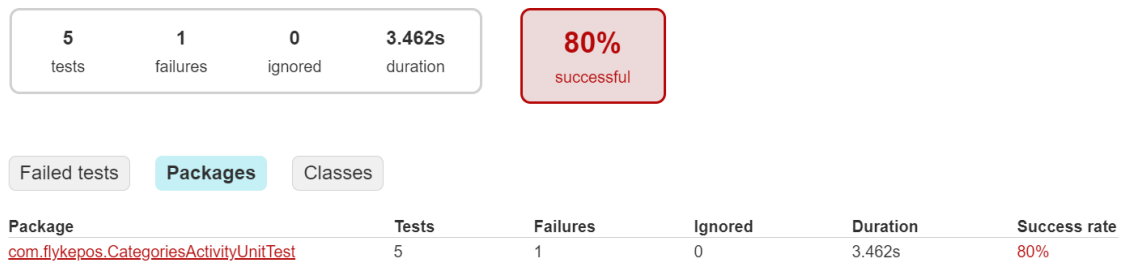 5 1 0 3.462s 80%
tests failures ignored duration successful
Failed tests Packages Classes
Package Tests Failures Ignored Duration Success rate
com.flykepos.CategoriesActivityUnitTest 5 1 0 3.462s 80%